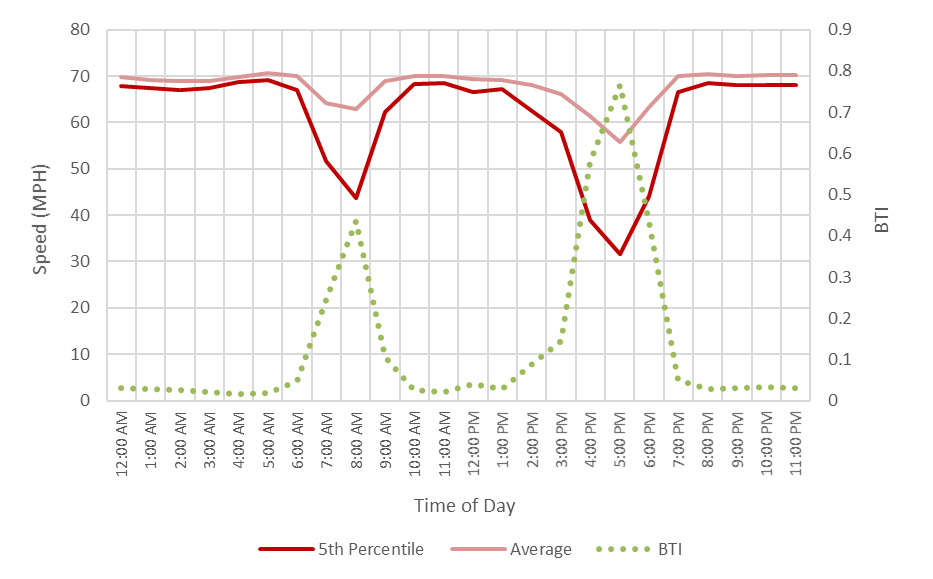 80
70
60
50
40
30
20
10
0
Speed (MPH)
0.9
0.8
0.7
0.6
0.5
0.4
0.3
0.2
0.1
0
BTI
12:00 AM
1:00 AM
2:00 AM
3:00 AM
4:00 AM
5:00 AM
6:00 AM
7:00 AM
8:00 AM
9:00 AM
10:00 AM
11:00 AM
12:00 PM
1:00 PM
2:00 PM
3:00 PM
4:00 PM
5:00 PM
6:00 PM
7:00 PM
8:00 PM
9:00 PM
10:00 PM
11:00 PM
Time of Day
5th Percentile Average BTI